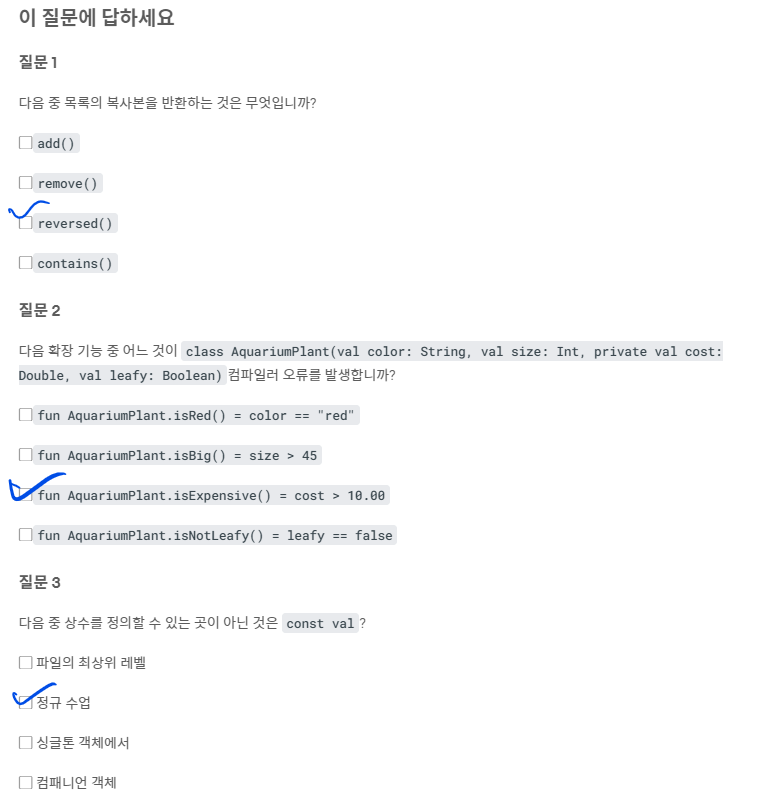 이 질문에 답하세요
질문 1
다음 중 목록의 복사본을 반환하는 것은 무엇입니까?
add()
remove()
reversed()
contains()
질문 2
다음 확장 기능 중 어느 것이 class AquariumPlant(val color: String, val size: Int, private val cost:
Double, val leafy: Boolean) 컴파일러 오류를 발생합니까?
fun AquariumPlant.isRed() = color == "red"
fun AquariumPlant.isBig() = size > 45
fun AquariumPlant.isExpensive() = cost > 10.00
fun AquariumPlant.isNotLeafy() = leafy == false
질문 3
다음 중 상수를 정의할 수 있는 곳이 아닌 것은 const val ?
파일의 최상위 레벨
정규 수업
싱글톤 객체에서
컴패니언 객체